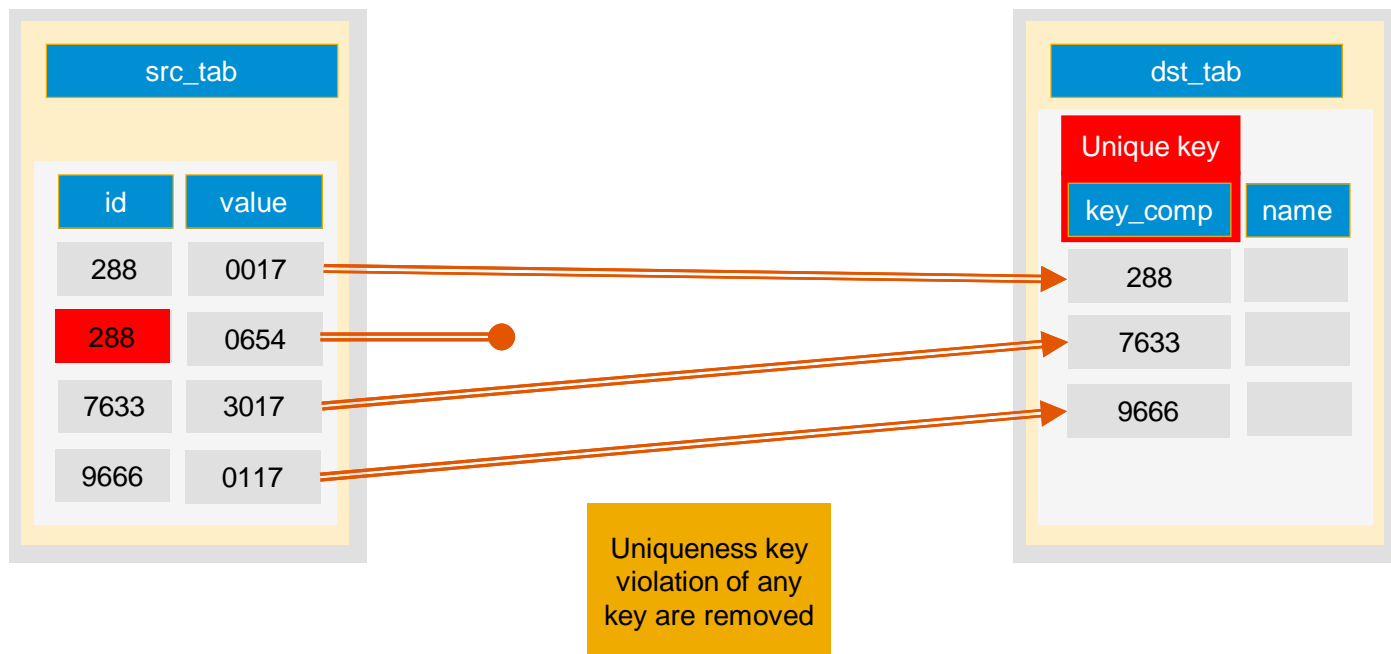 src_tab
id value
288 0017
288 0654
7633 3017
9666 0117
dst_tab
Unique key
key_comp name
288
7633
9666
Uniqueness key
violation of any
key are removed